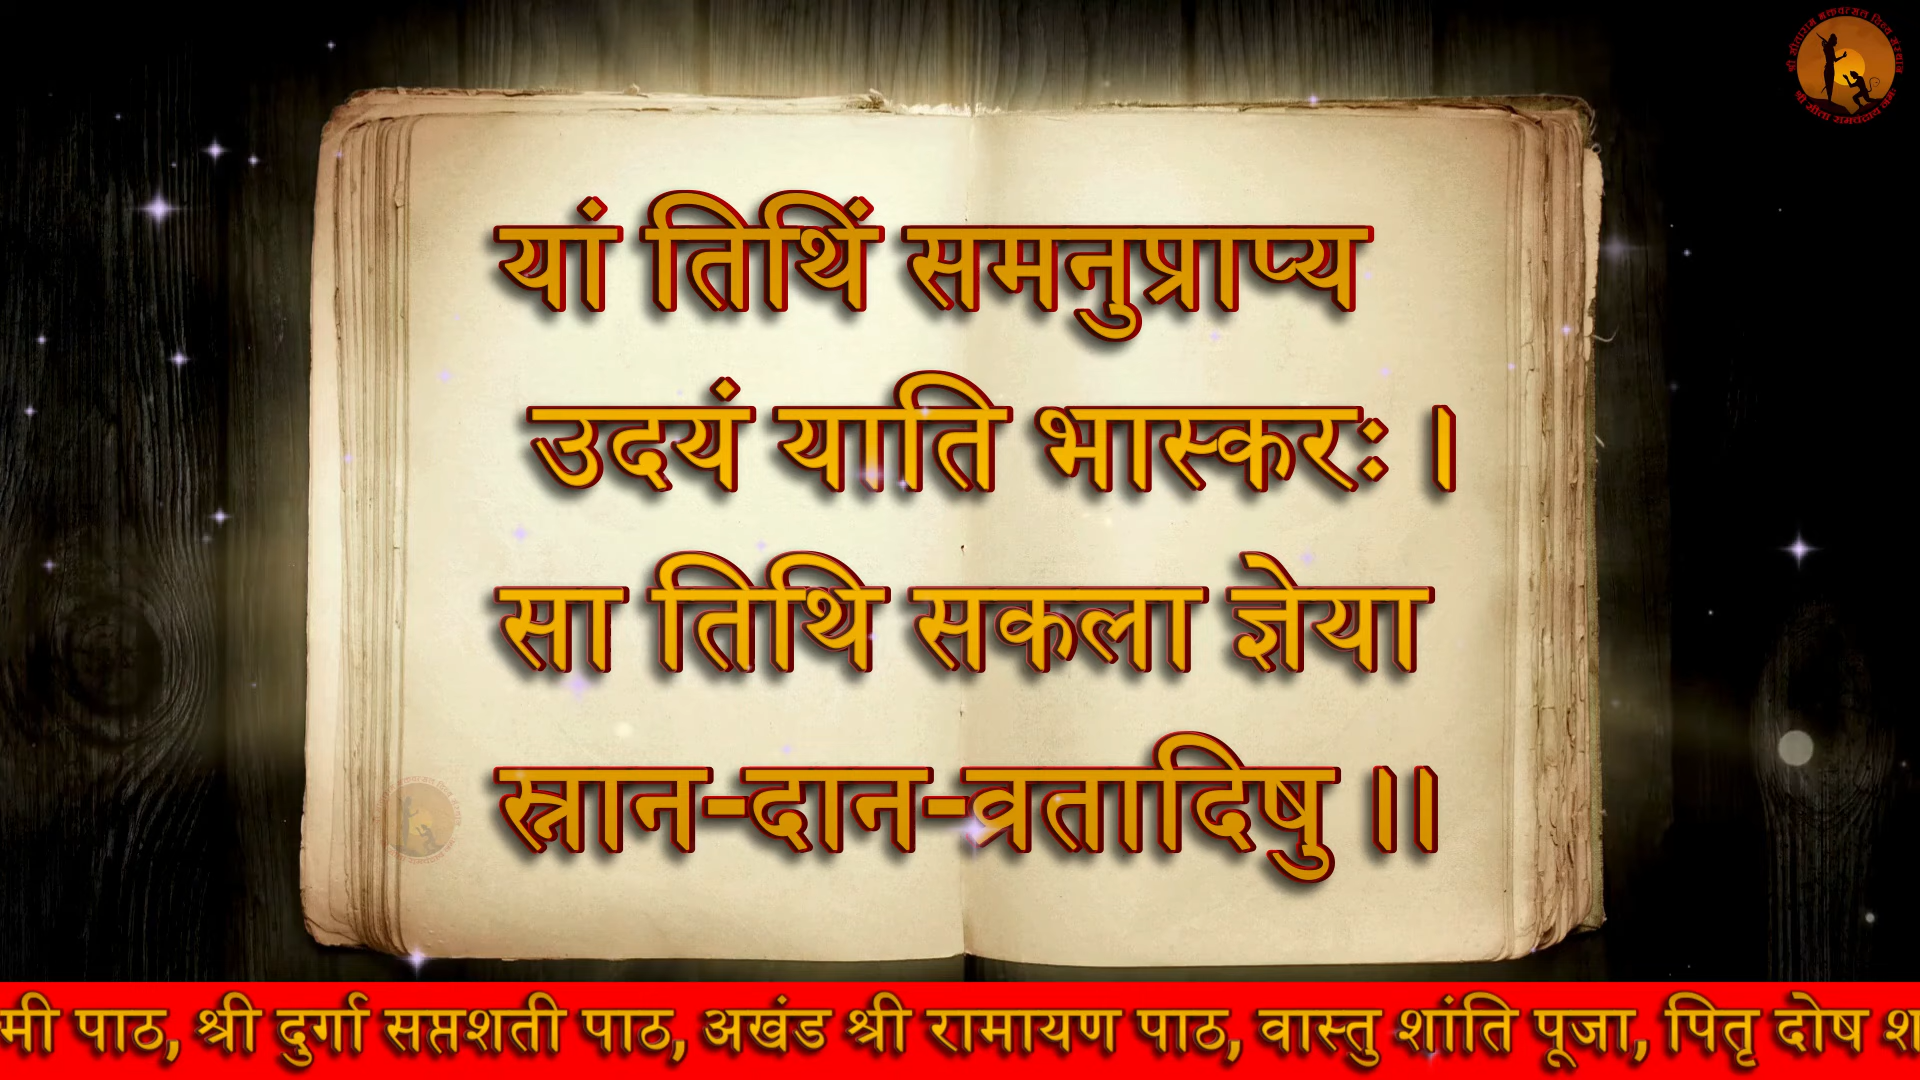 यां तिथिं समनुप्राप्य
उदयं याति भास्करः ।
सा तिथि सकला ज्ञेया
स्नान-दान-व्रतादिषु ।।
मी पाठ, श्री दुर्गा सप्तशती पाठ, अखंड श्री रामायण पाठ, वास्तु शांति पूजा, पितृ दोष श